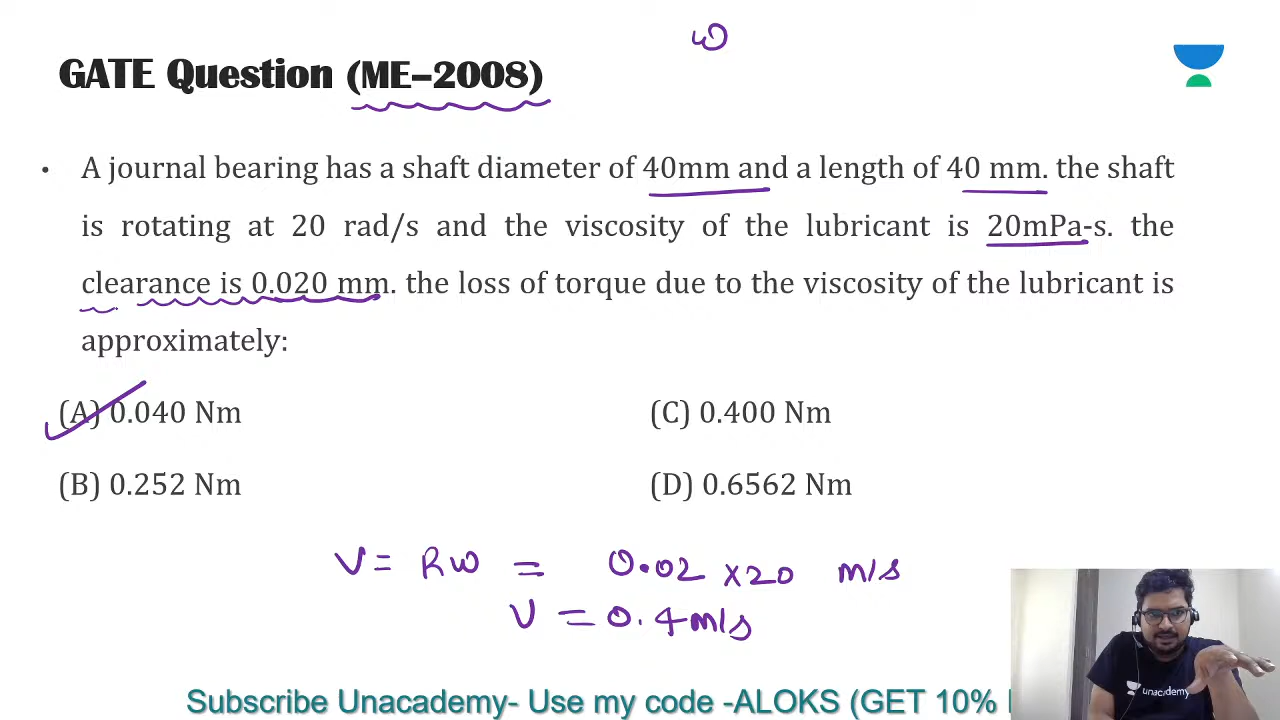 ω
GATE Question (ME–2008)
• A journal bearing has a shaft diameter of 40mm and a length of 40 mm. the shaft
is rotating at 20 rad/s and the viscosity of the lubricant is 20mPa-s. the
clearance is 0.020 mm. the loss of torque due to the viscosity of the lubricant is
approximately:
(A) 0.040 Nm (C) 0.400 Nm
(B) 0.252 Nm (D) 0.6562 Nm
V = Rω = 0.02 x 20 m/s
V = 0.4 m/s
unacademy
Subscribe Unacademy- Use my code -ALOKS (GET 10%